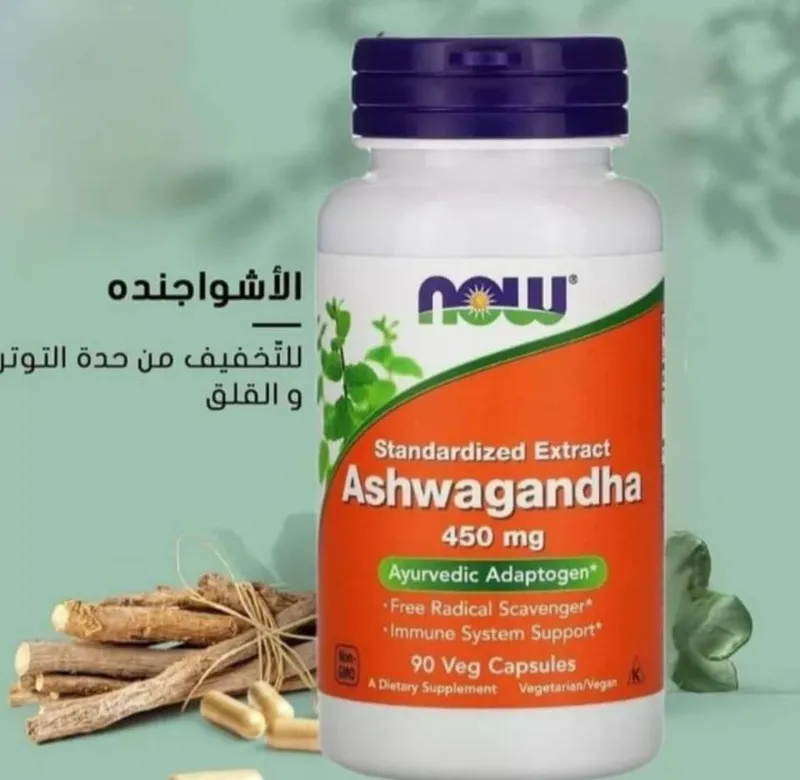 الأشواجنده
للتّخفيف من حدة التوتر
و القلق
NOW®
Standardized Extract
Ashwagandha
450 mg
Ayurvedic Adaptogen*
• Free Radical Scavenger*
• Immune System Support*
Non-
GMO
90 Veg Capsules
A Dietary Supplement Vegetarian/Vegan
K